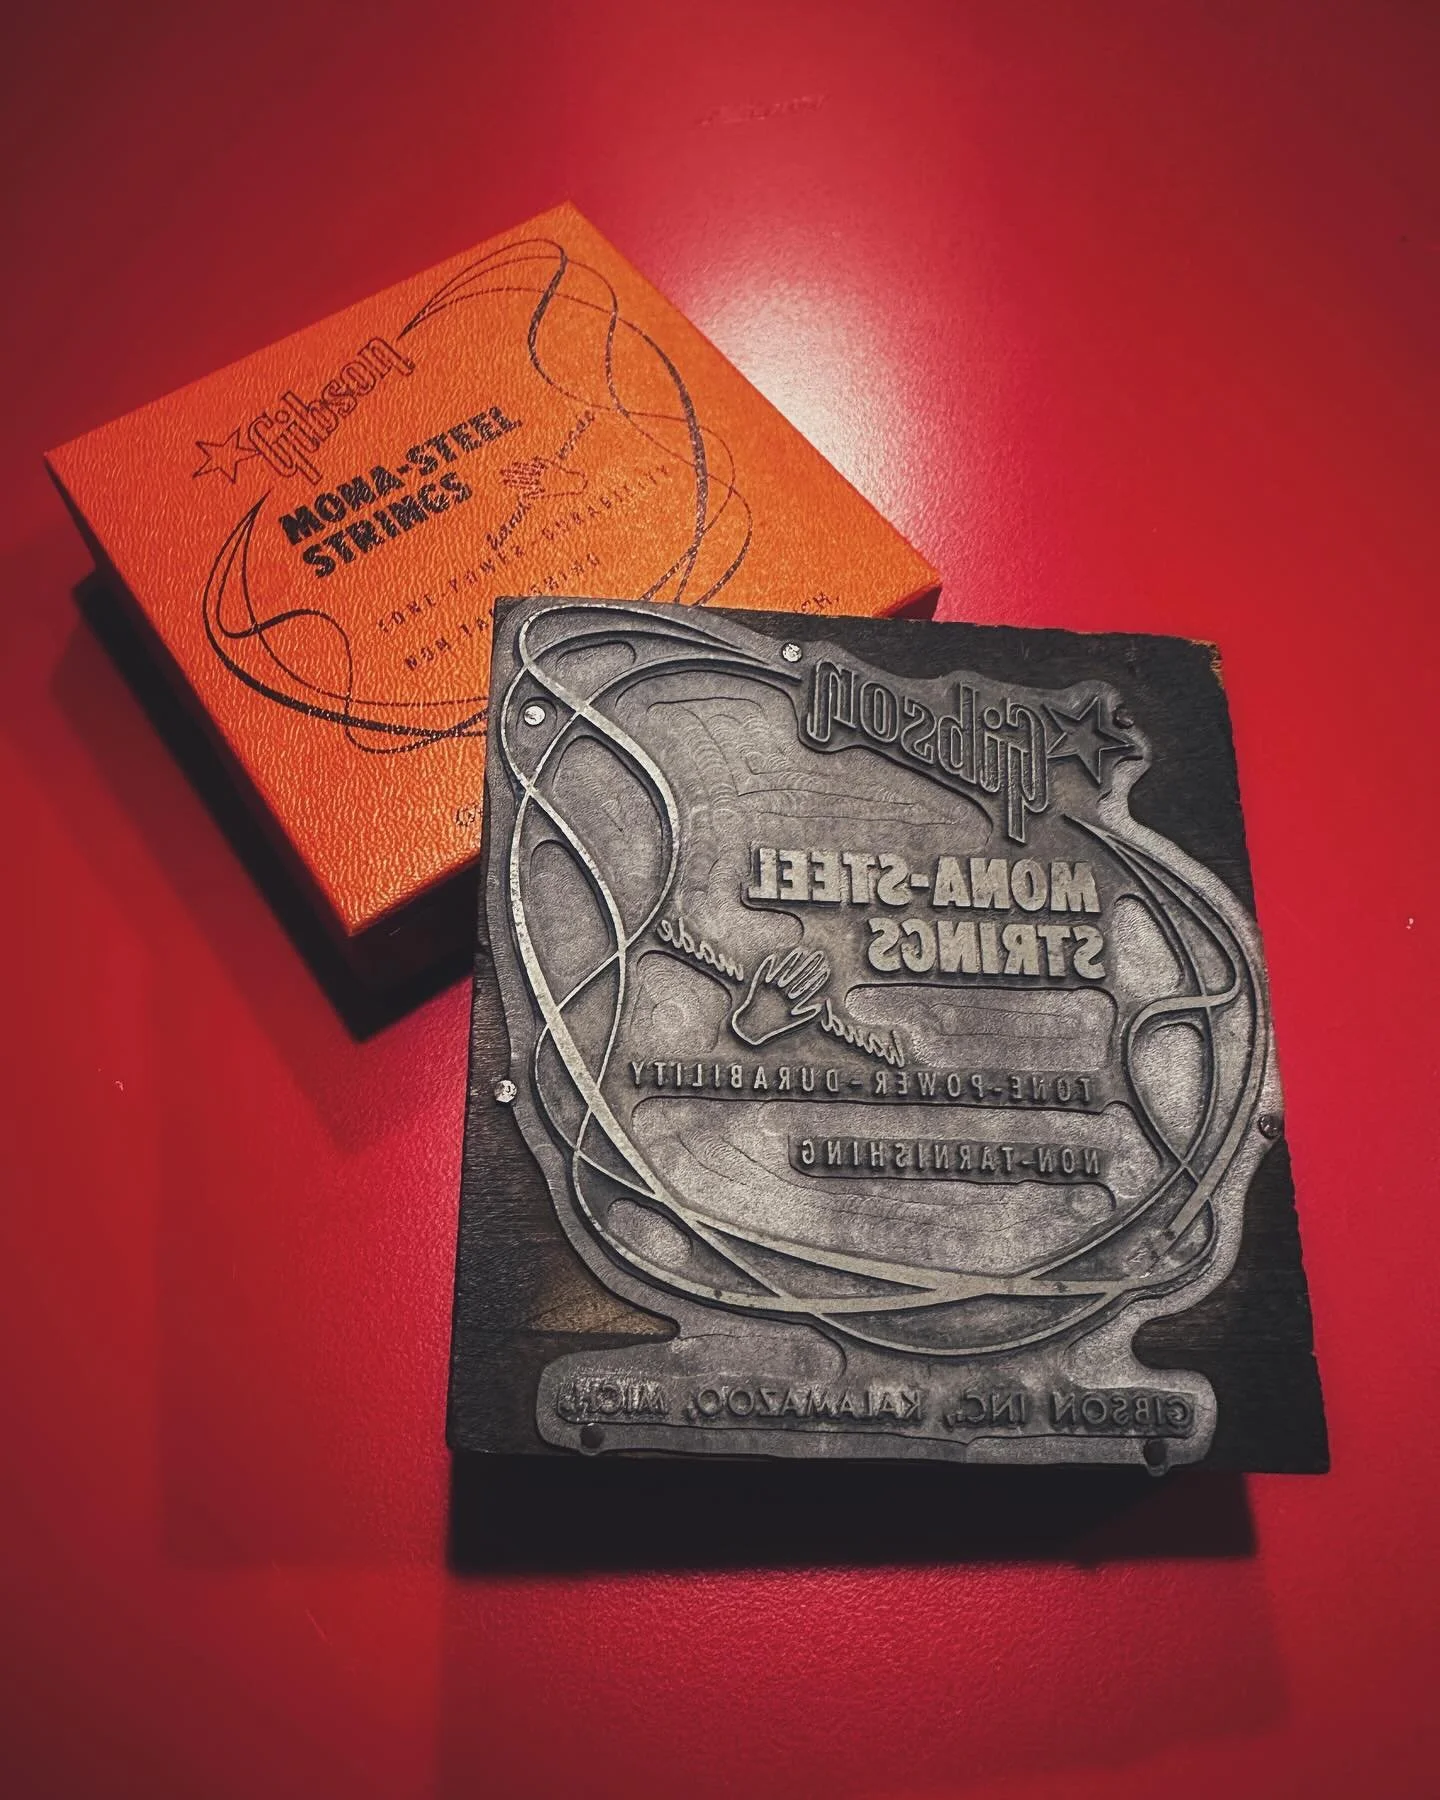 Gibson
MONA-STEEL
STRINGS
hand made
TONE-POWER-DURABILITY
NON-TARNISHING
CH.
Gibson
MONA-STEEL
STRINGS
hand made
TONE-POWER-DURABILITY
NON-TARNISHING
GIBSON INC., KALAMAZOO, MICH.